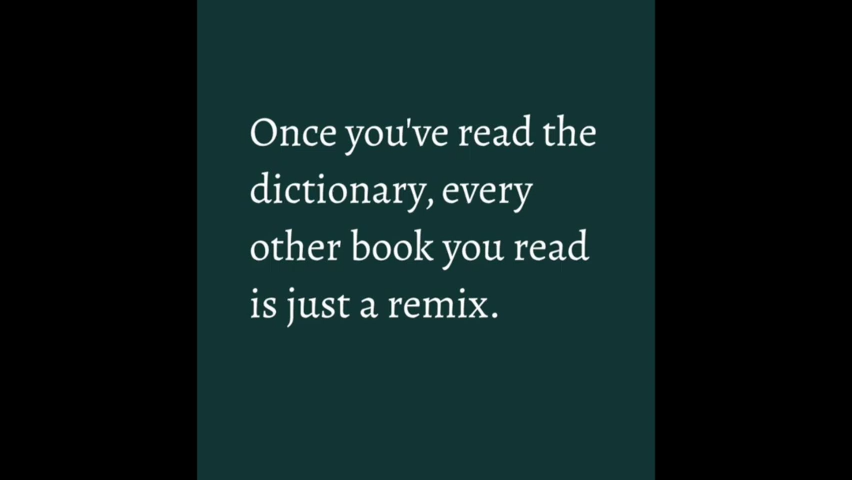 Once you've read the
dictionary, every
other book you read
is just a remix.